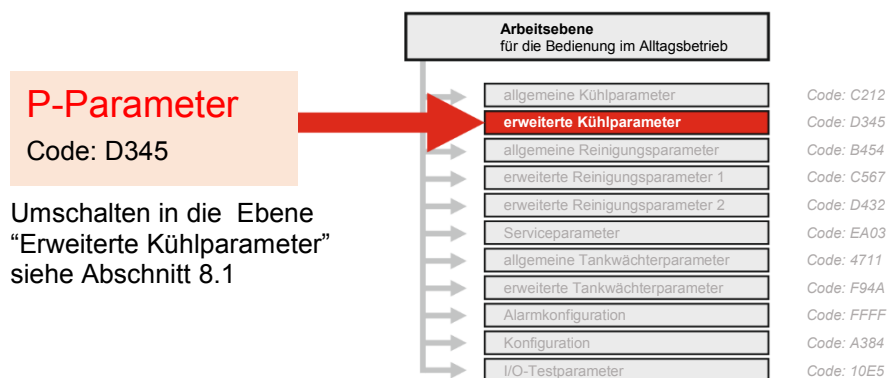 Arbeitsebene
für die Bedienung im Alltagsbetrieb
P-Parameter
Code: D345
Umschalten in die Ebene
“Erweiterte Kühlparameter”
siehe Abschnitt 8.1
allgemeine Kühlparameter Code: C212
erweiterte Kühlparameter Code: D345
allgemeine Reinigungsparameter Code: B454
erweiterte Reinigungsparameter 1 Code: C567
erweiterte Reinigungsparameter 2 Code: D432
Serviceparameter Code: EA03
allgemeine Tankwächterparameter Code: 4711
erweiterte Tankwächterparameter Code: F94A
Alarmkonfiguration Code: FFFF
Konfiguration Code: A384
I/O-Testparameter Code: 10E5